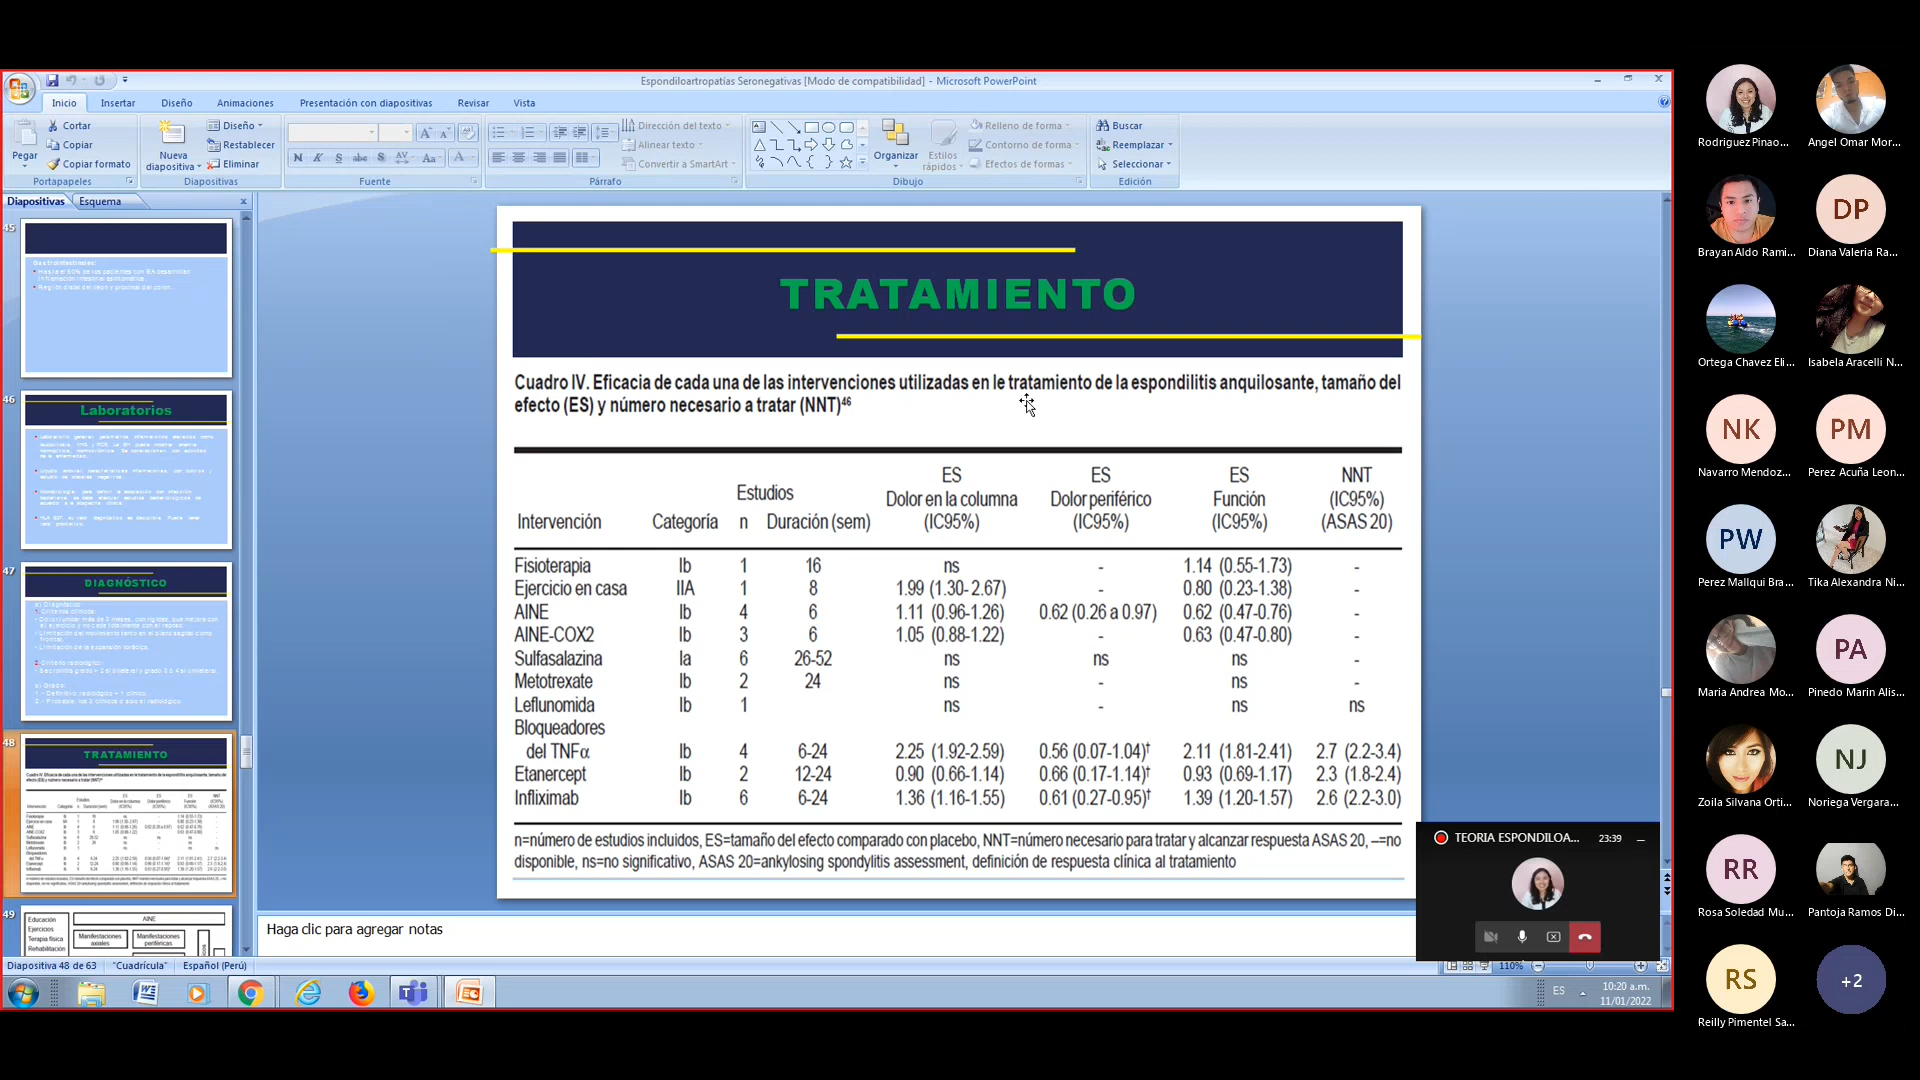 Espondiloartropatías Seronegativas [Modo de compatibilidad] - Microsoft PowerPoint
Inicio Insertar Diseño Animaciones Presentación con diapositivas Revisar Vista
Pegar
Cortar
Copiar
Copiar formato
Portapapeles
Nueva diapositiva
Diseño
Restablecer
Eliminar
Diapositivas
Fuente
Dirección del texto
Alinear texto
Convertir a SmartArt
Párrafo
Organizar
Estilos rápidos
Relleno de forma
Contorno de forma
Efectos de formas
Dibujo
Buscar
Reemplazar
Seleccionar
Edición
Diapositivas Esquema
45
Gastrointestinales:
46
Laboratorios
47
DIAGNÓSTICO
48
TRATAMIENTO
49
Educación
Ejercicios
Terapia física
Rehabilitación
AINE
Manifestaciones axiales
Manifestaciones periféricas
TRATAMIENTO
Cuadro IV. Eficacia de cada una de las intervenciones utilizadas en le tratamiento de la espondilitis anquilosante, tamaño del
efecto (ES) y número necesario a tratar (NNT)46
ES ES ES NNT
Estudios Dolor en la columna Dolor periférico Función (IC95%)
Intervención Categoría n Duración (sem) (IC95%) (IC95%) (IC95%) (ASAS 20)
Fisioterapia Ib 1 16 ns - 1.14 (0.55-1.73) -
Ejercicio en casa IIA 1 8 1.99 (1.30- 2.67) - 0.80 (0.23-1.38) -
AINE Ib 4 6 1.11 (0.96-1.26) 0.62 (0.26 a 0.97) 0.62 (0.47-0.76) -
AINE-COX2 Ib 3 6 1.05 (0.88-1.22) - 0.63 (0.47-0.80) -
Sulfasalazina Ia 6 26-52 ns ns ns -
Metotrexate Ib 2 24 ns - ns -
Leflunomida Ib 1 ns - ns ns
Bloqueadores
del TNFα Ib 4 6-24 2.25 (1.92-2.59) 0.56 (0.07-1.04)† 2.11 (1.81-2.41) 2.7 (2.2-3.4)
Etanercept Ib 2 12-24 0.90 (0.66-1.14) 0.66 (0.17-1.14)† 0.93 (0.69-1.17) 2.3 (1.8-2.4)
Infliximab Ib 6 6-24 1.36 (1.16-1.55) 0.61 (0.27-0.95)† 1.39 (1.20-1.57) 2.6 (2.2-3.0)
n=número de estudios incluidos, ES=tamaño del efecto comparado con placebo, NNT=número necesario para tratar y alcanzar respuesta ASAS 20, –=no
disponible, ns=no significativo, ASAS 20=ankylosing spondylitis assessment, definición de respuesta clínica al tratamiento
Haga clic para agregar notas
TEORIA ESPONDILOA... 23:39
Diapositiva 48 de 63 "Cuadrícula" Español (Perú)
110%
ES
10:20 a.m.
11/01/2022
Rodriguez Pinao... Angel Omar Mor...
DP
Brayan Aldo Rami... Diana Valeria Ra...
Ortega Chavez Eli... Isabela Aracelli N...
NK PM
Navarro Mendoz... Perez Acuña Leon...
PW
Perez Mallqui Bra... Tika Alexandra Ni...
PA
Maria Andrea Mo... Pinedo Marin Alis...
NJ
Zoila Silvana Orti... Noriega Vergara...
RR
Rosa Soledad Mu... Pantoja Ramos Di...
RS +2
Reilly Pimentel Sa...